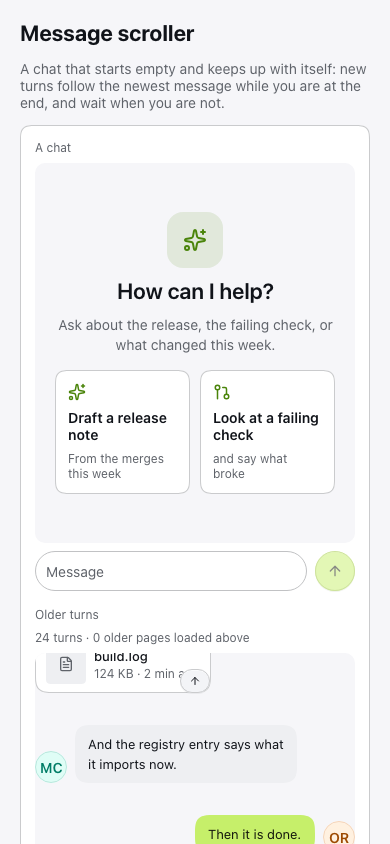 Message scroller
A chat that starts empty and keeps up with itself: new
turns follow the newest message while you are at the
end, and wait when you are not.
A chat
How can I help?
Ask about the release, the failing check, or
what changed this week.
Draft a release
note
From the merges
this week
Look at a failing
check
and say what
broke
Message
Older turns
24 turns · 0 older pages loaded above
build.log
124 KB · 2 min
And the registry entry says what
it imports now.
MC
Then it is done.
OR